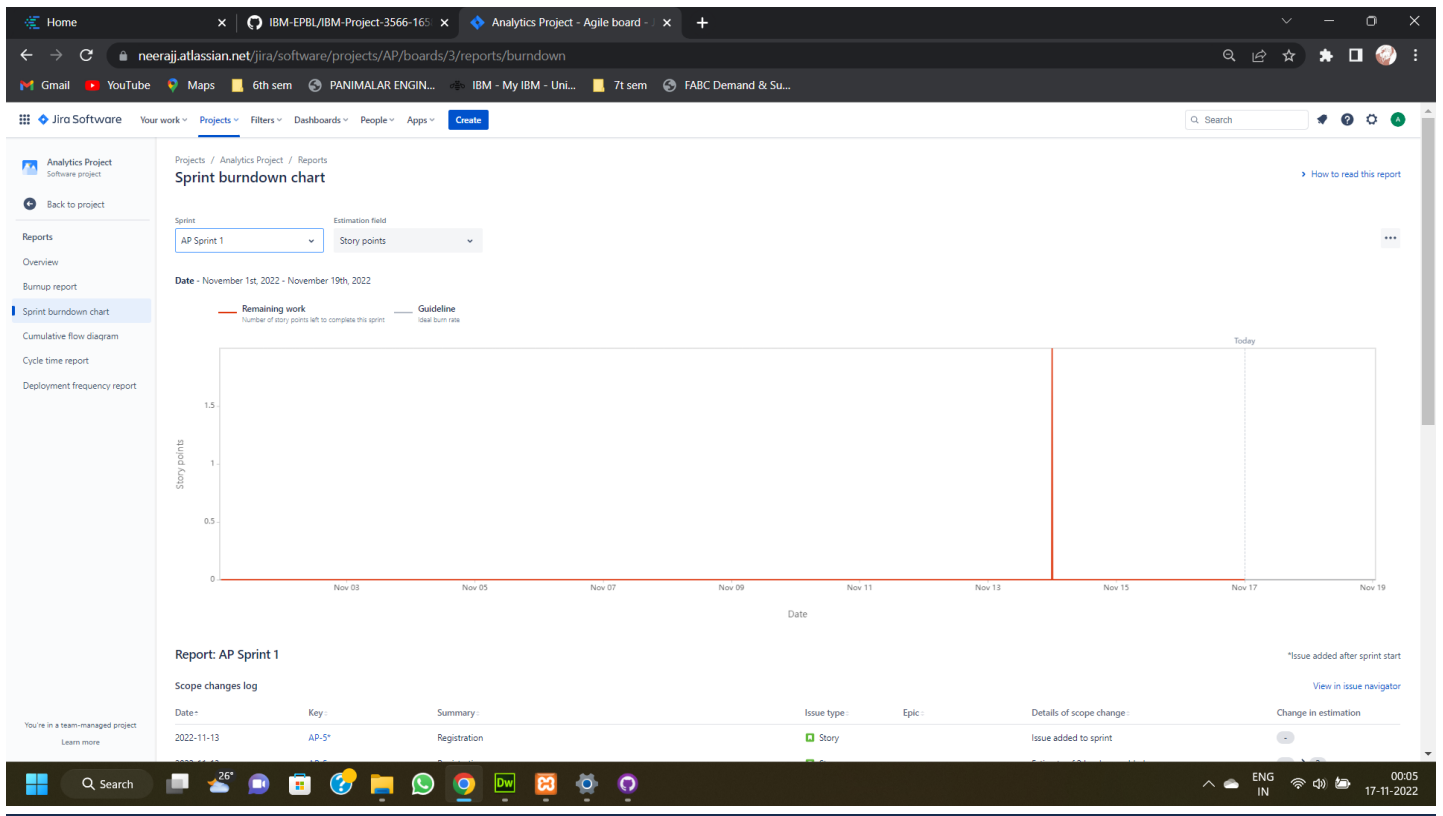 Home
IBM-EPBL/IBM-Project-3566-165
Analytics Project - Agile board - J
neerajj.atlassian.net/jira/software/projects/AP/boards/3/reports/burndown
Gmail YouTube Maps 6th sem PANIMALAR ENGIN... IBM - My IBM - Uni... 7t sem FABC Demand & Su...
Jira Software Your work Projects Filters Dashboards People Apps Create Search A
Analytics Project
Software project
Back to project
Reports
Overview
Burnup report
Sprint burndown chart
Cumulative flow diagram
Cycle time report
Deployment frequency report
You're in a team-managed project
Learn more
Projects / Analytics Project / Reports
Sprint burndown chart
How to read this report
Sprint Estimation field
AP Sprint 1 Story points
Date - November 1st, 2022 - November 19th, 2022
Remaining work
Number of story points left to complete this sprint
Guideline
Ideal burn rate
Today
1.5
1
0.5
0
Story points
Nov 03 Nov 05 Nov 07 Nov 09 Nov 11 Nov 13 Nov 15 Nov 17 Nov 19
Date
Report: AP Sprint 1
*Issue added after sprint start
Scope changes log
View in issue navigator
Date Key Summary Issue type Epic Details of scope change Change in estimation
2022-11-13 AP-5* Registration Story Issue added to sprint -
Search 26° Dw ENG 00:05
IN 17-11-2022